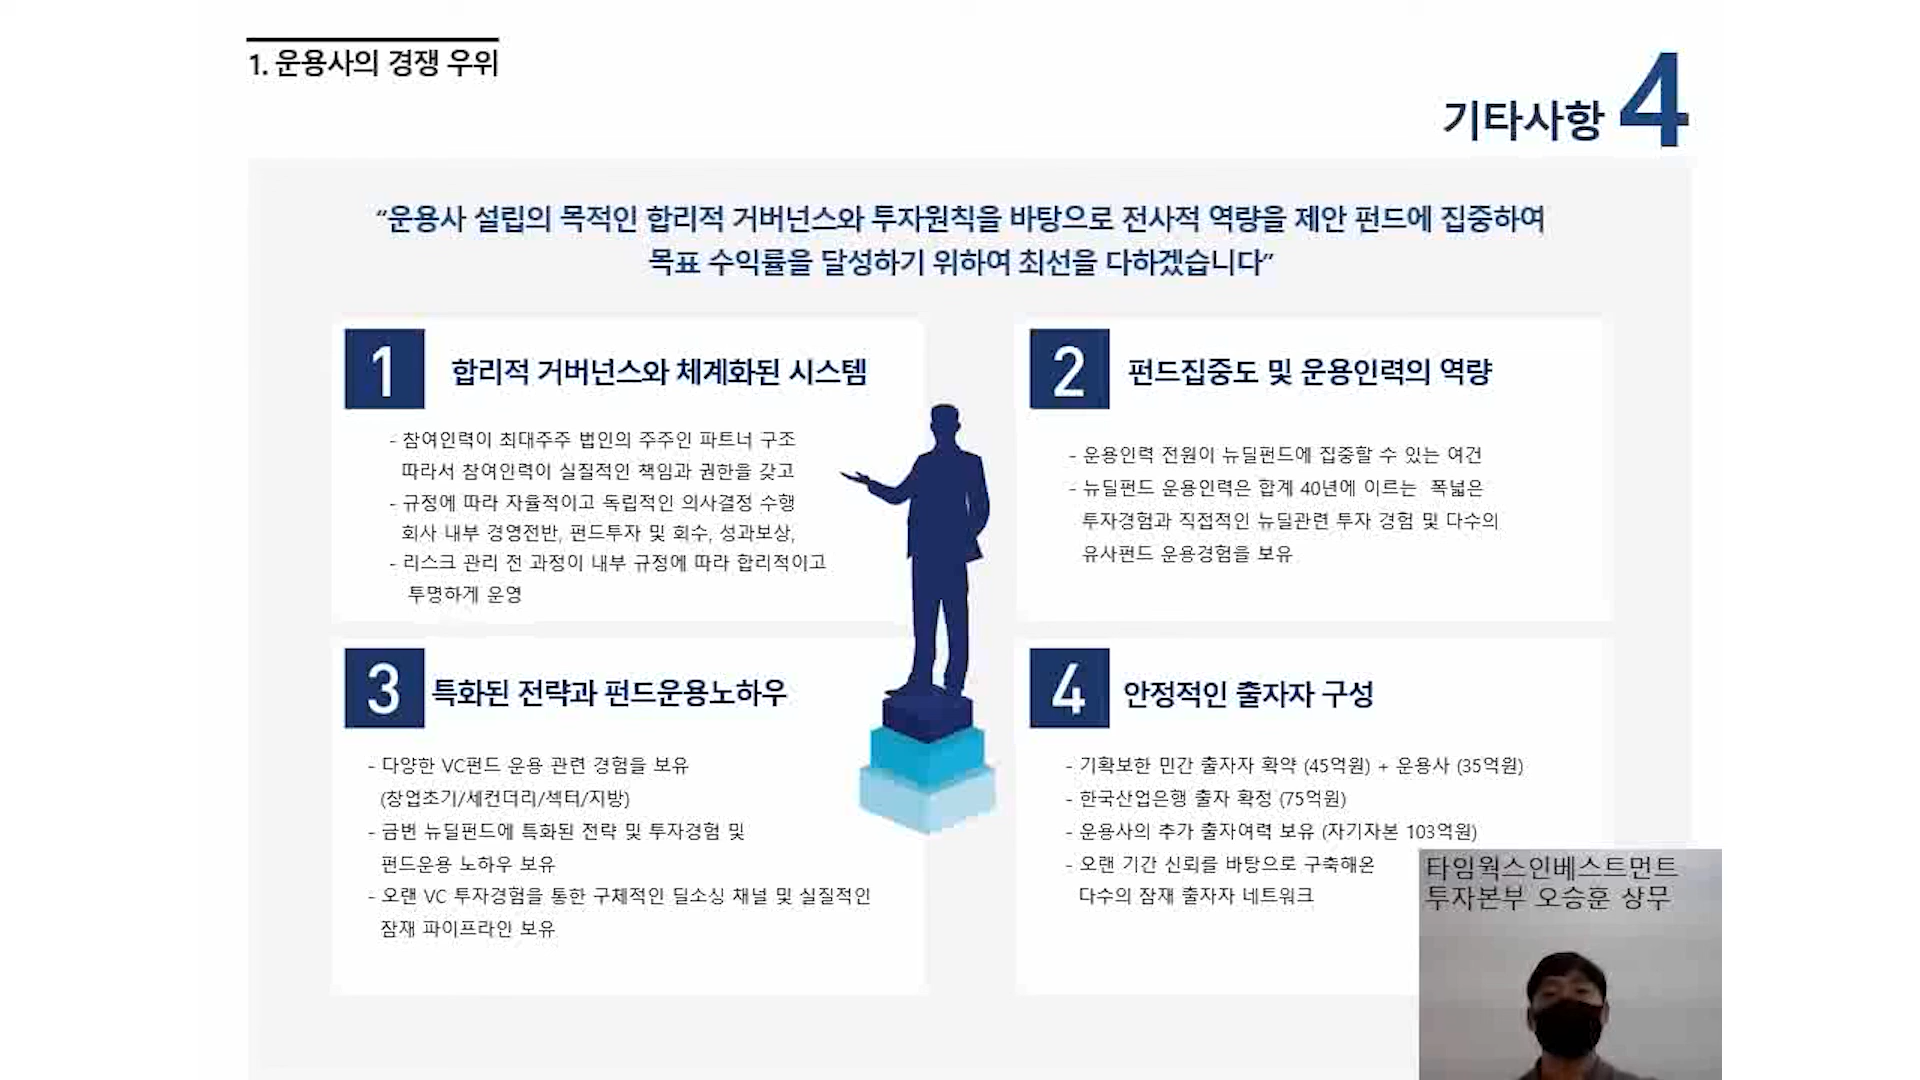 1. 운용사의 경쟁 우위
기타사항 4
“운용사 설립의 목적인 합리적 거버넌스와 투자원칙을 바탕으로 전사적 역량을 제안 펀드에 집중하여
목표 수익률을 달성하기 위하여 최선을 다하겠습니다”
1 합리적 거버넌스와 체계화된 시스템
- 참여인력이 최대주주 법인의 주주인 파트너 구조
따라서 참여인력이 실질적인 책임과 권한을 갖고
- 규정에 따라 자율적이고 독립적인 의사결정 수행
회사 내부 경영전반, 펀드투자 및 회수, 성과보상,
- 리스크 관리 전 과정이 내부 규정에 따라 합리적이고
투명하게 운영
2 펀드집중도 및 운용인력의 역량
- 운용인력 전원이 뉴딜펀드에 집중할 수 있는 여건
- 뉴딜펀드 운용인력은 합계 40년에 이르는 폭넓은
투자경험과 직접적인 뉴딜관련 투자 경험 및 다수의
유사펀드 운용경험을 보유
3 특화된 전략과 펀드운용노하우
- 다양한 VC펀드 운용 관련 경험을 보유
(창업초기/세컨더리/섹터/지방)
- 금번 뉴딜펀드에 특화된 전략 및 투자경험 및
펀드운용 노하우 보유
- 오랜 VC 투자경험을 통한 구체적인 딜소싱 채널 및 실질적인
잠재 파이프라인 보유
4 안정적인 출자자 구성
- 기확보한 민간 출자자 확약 (45억원) + 운용사 (35억원)
- 한국산업은행 출자 확정 (75억원)
- 운용사의 추가 출자여력 보유 (자기자본 103억원)
- 오랜 기간 신뢰를 바탕으로 구축해온
다수의 잠재 출자자 네트워크
타임웍스인베스트먼트
투자본부 오승훈 상무